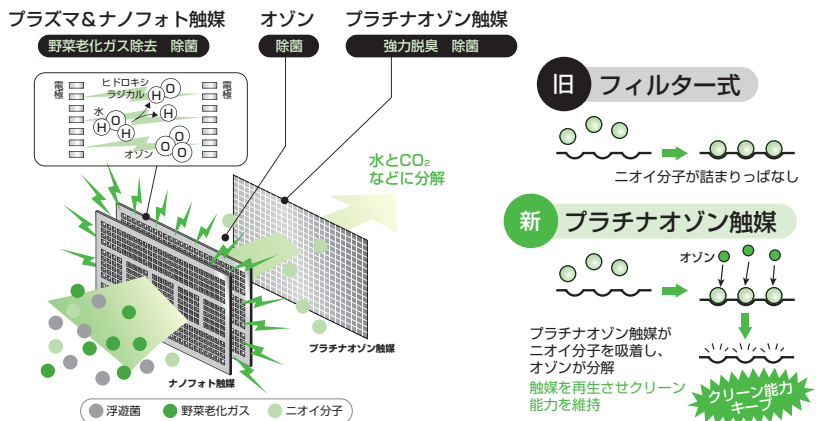 プラズマ＆ナノフォト触媒
野菜老化ガス除去　除菌
オゾン
除菌
プラチナオゾン触媒
強力脱臭　除菌
電極
ヒドロキシ
ラジカル
H
O
水
O
H
H
H
オゾン
O
O
O
電極
水とCO₂
などに分解
プラチナオゾン触媒
ナノフォト触媒
浮遊菌
野菜老化ガス
ニオイ分子
旧
フィルター式
ニオイ分子が詰まりっぱなし
新
プラチナオゾン触媒
オゾン
プラチナオゾン触媒が
ニオイ分子を吸着し、
オゾンが分解
触媒を再生させクリーン
能力を維持
クリーン能力
キープ